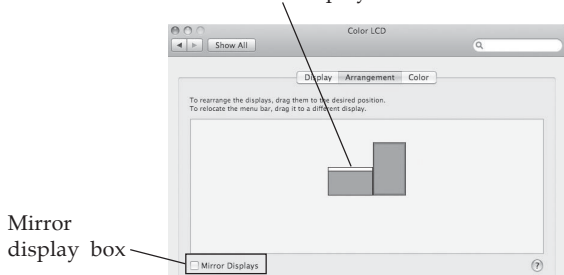 Color LCD
Show All
Display Arrangement Color
To rearrange the displays, drag them to the desired position.
To relocate the menu bar, drag it to a different display.
Mirror
display box
Mirror Displays
?